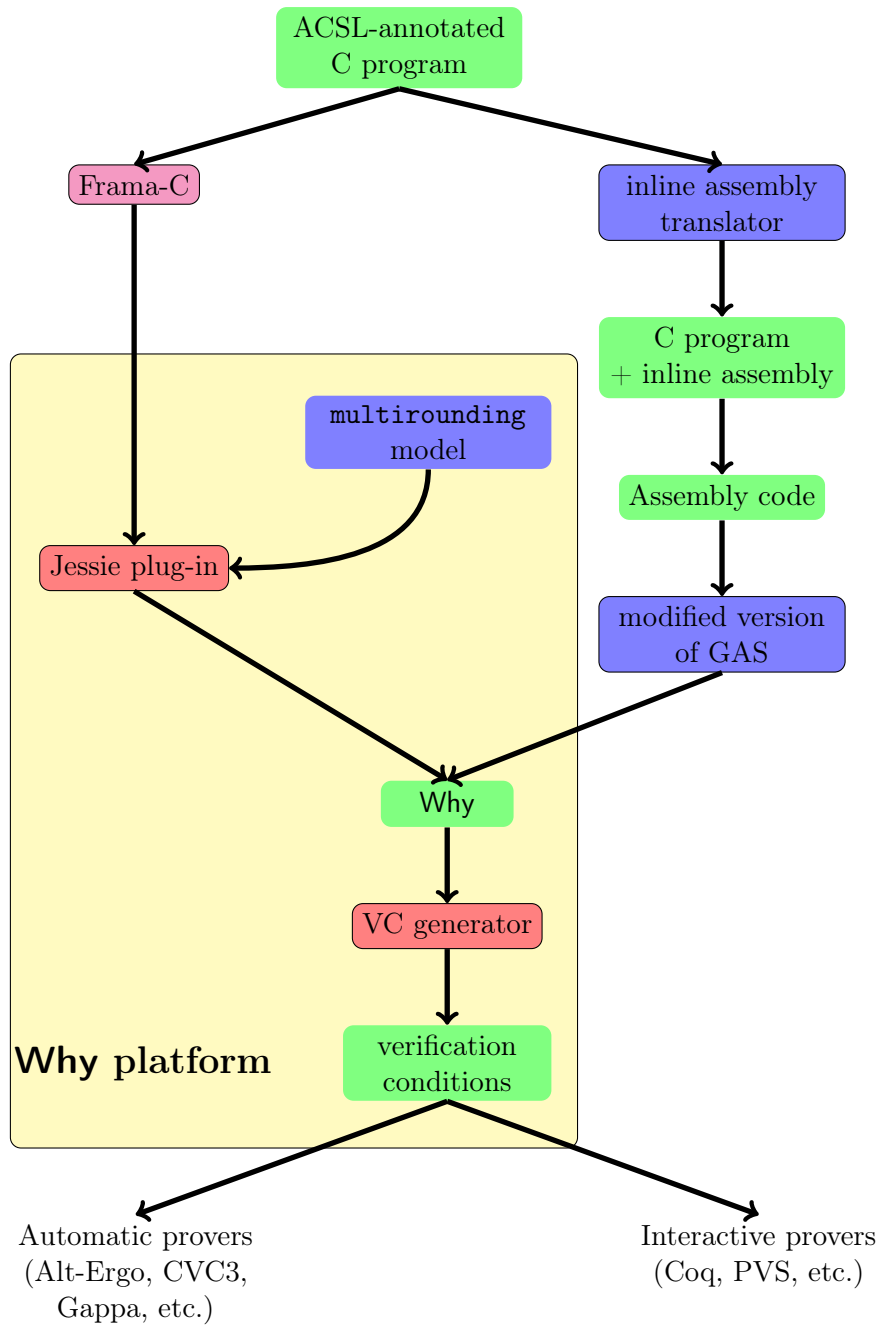 ACSL-annotated
C program
Frama-C
inline assembly
translator
C program
+ inline assembly
multirounding
model
Assembly code
Jessie plug-in
modified version
of GAS
Why
VC generator
Why platform
verification
conditions
Automatic provers
(Alt-Ergo, CVC3,
Gappa, etc.)
Interactive provers
(Coq, PVS, etc.)